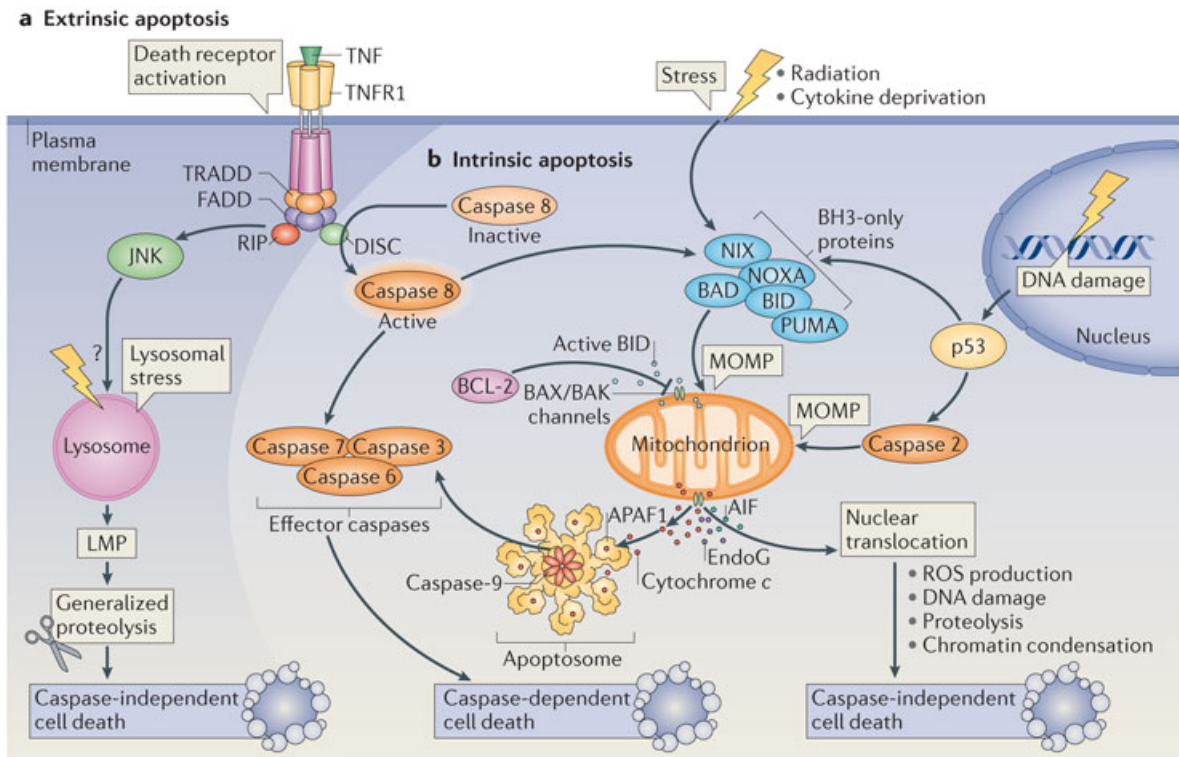 a Extrinsic apoptosis
Death receptor
activation
TNF
TNFR1
Stress
• Radiation
• Cytokine deprivation
Plasma
membrane
b Intrinsic apoptosis
TRADD
FADD
RIP
DISC
Caspase 8
Inactive
JNK
Caspase 8
Active
NIX
NOXA
BAD
BID
PUMA
BH3-only
proteins
DNA damage
Nucleus
p53
?
Lysosomal
stress
Lysosome
Active BID
BCL-2
BAX/BAK
channels
MOMP
MOMP
Mitochondrion
Caspase 2
Caspase 7
Caspase 3
Caspase 6
Effector caspases
LMP
Generalized
proteolysis
APAF1
AIF
EndoG
Cytochrome c
Caspase-9
Apoptosome
Nuclear
translocation
• ROS production
• DNA damage
• Proteolysis
• Chromatin condensation
Caspase-independent
cell death
Caspase-dependent
cell death
Caspase-independent
cell death